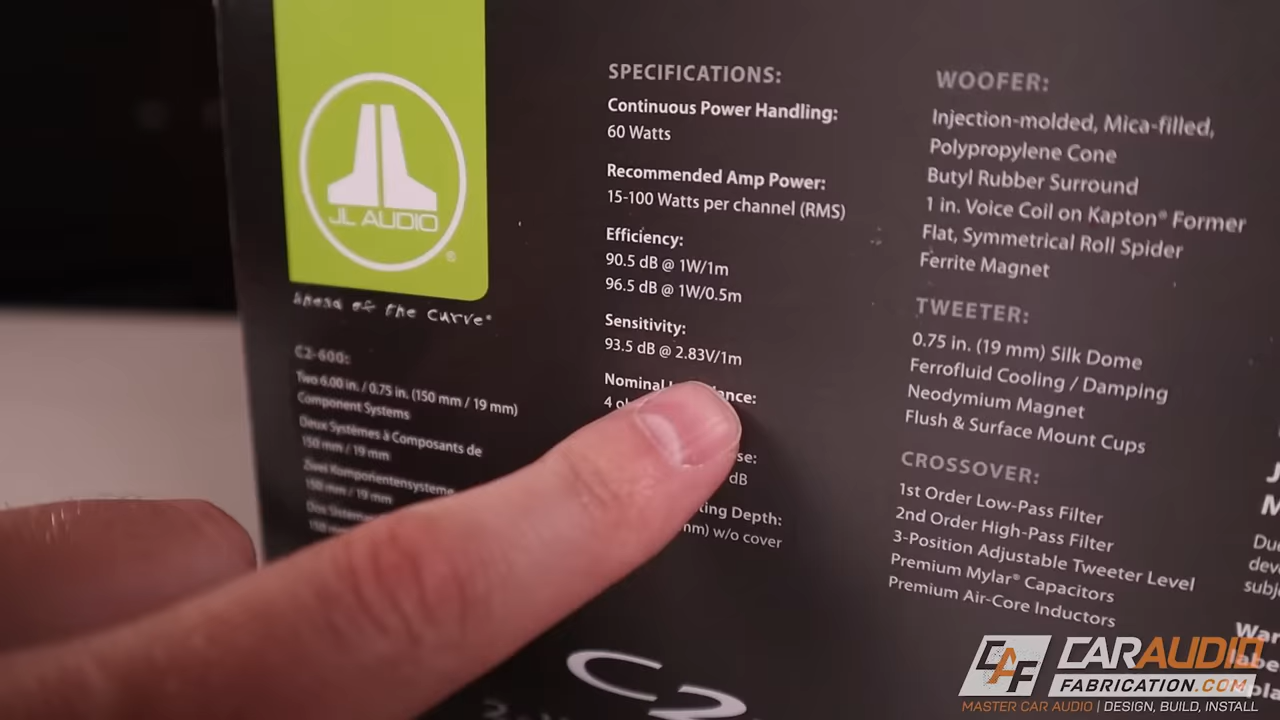 JL AUDIO
®
Ahead of the Curve®
C2-600:
Two 6.00 in. / 0.75 in. (150 mm / 19 mm)
Component Systems
Deux Systèmes à Composants de
150 mm / 19 mm
Zwei Komponentensysteme
150 mm / 19 mm
SPECIFICATIONS:
Continuous Power Handling:
60 Watts
Recommended Amp Power:
15-100 Watts per channel (RMS)
Efficiency:
90.5 dB @ 1W/1m
96.5 dB @ 1W/0.5m
Sensitivity:
93.5 dB @ 2.83V/1m
Nominal
4
dB
Depth:
w/o cover
WOOFER:
Injection-molded, Mica-filled,
Polypropylene Cone
Butyl Rubber Surround
1 in. Voice Coil on Kapton® Former
Flat, Symmetrical Roll Spider
Ferrite Magnet
TWEETER:
0.75 in. (19 mm) Silk Dome
Ferrofluid Cooling / Damping
Neodymium Magnet
Flush & Surface Mount Cups
CROSSOVER:
1st Order Low-Pass Filter
2nd Order High-Pass Filter
3-Position Adjustable Tweeter Level
Premium Mylar® Capacitors
Premium Air-Core Inductors
C2
CAF
CARAUDIO
FABRICATION.COM
MASTER CAR AUDIO | DESIGN, BUILD, INSTALL